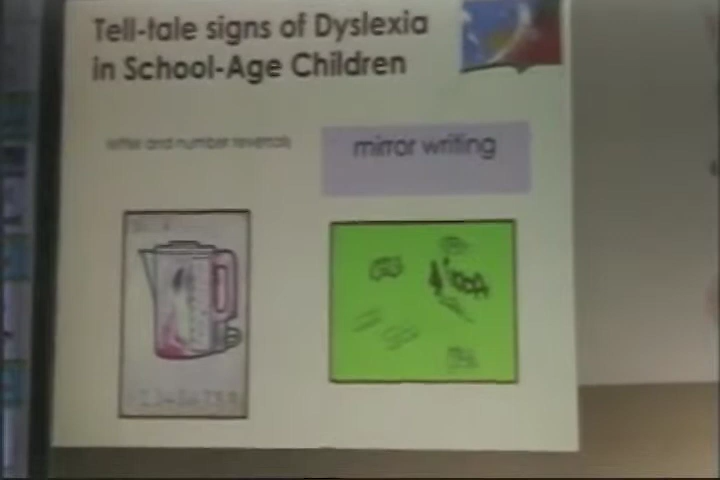 Tell-tale signs of Dyslexia
in School-Age Children
letter and number reversals
mirror writing